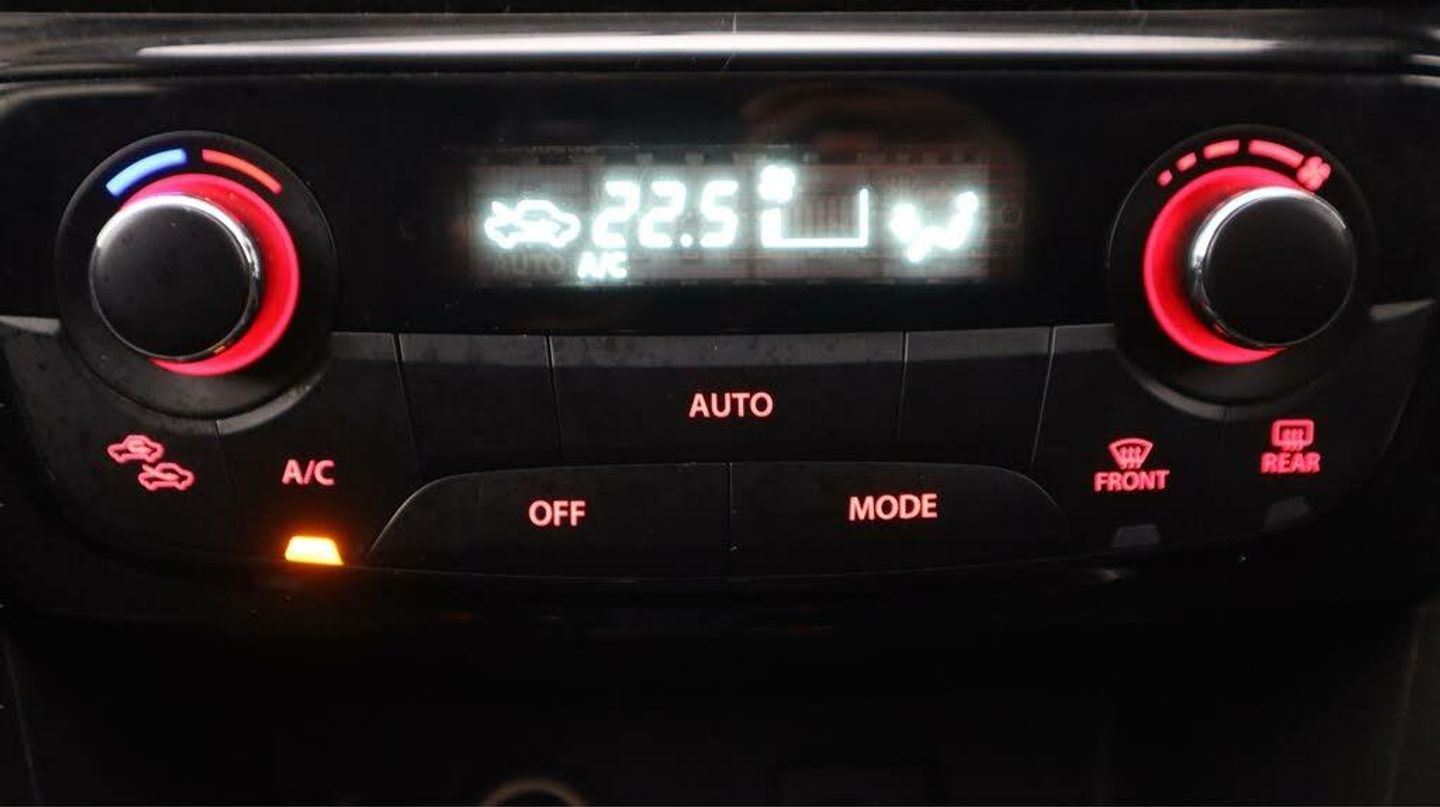 22.5
AUTO A/C
AUTO
A/C
OFF
MODE
FRONT
REAR